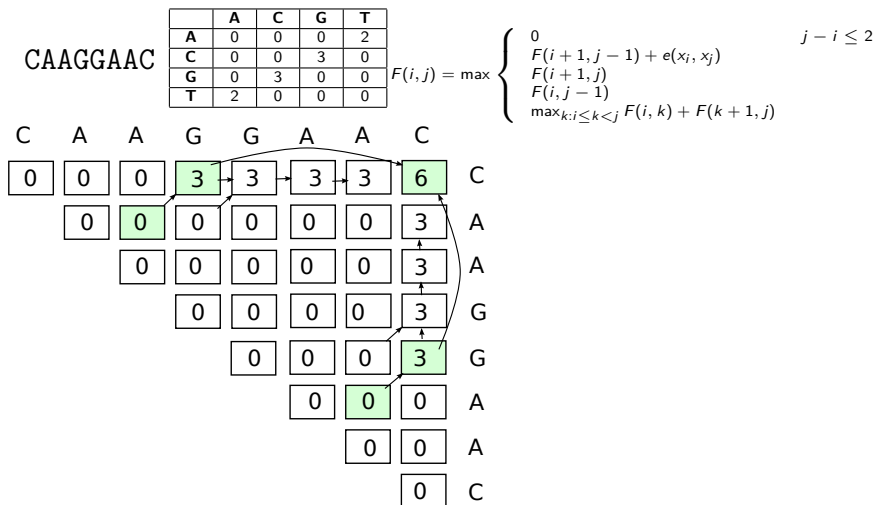 CAAGGAAC
A C G T
A 0 0 0 2
C 0 0 3 0
G 0 3 0 0
T 2 0 0 0
F(i, j) = max
0 j − i ≤ 2
F(i + 1, j − 1) + e(xᵢ, xⱼ)
F(i + 1, j)
F(i, j − 1)
max_{k:i≤k<j} F(i, k) + F(k + 1, j)
C A A G G A A C
0 0 0 3 3 3 3 6 C
0 0 0 0 0 0 3 A
0 0 0 0 0 3 A
0 0 0 0 3 G
0 0 0 3 G
0 0 0 A
0 0 A
0 C